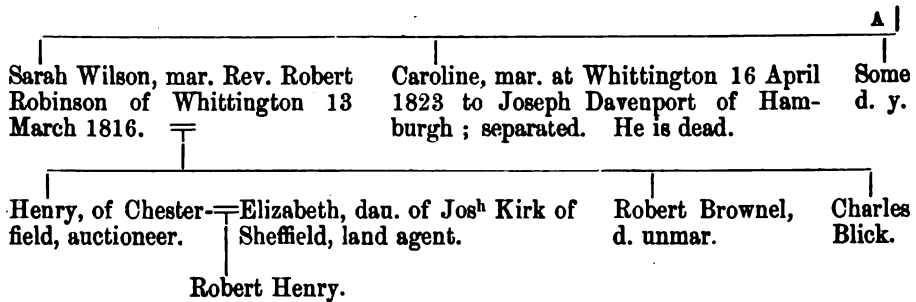 A
Sarah Wilson, mar. Rev. Robert
Robinson of Whittington 13
March 1816.
Caroline, mar. at Whittington 16 April
1823 to Joseph Davenport of Ham-
burgh ; separated. He is dead.
Some
d. y.
Henry, of Chester-
field, auctioneer.
Elizabeth, dau. of Josʰ Kirk of
Sheffield, land agent.
Robert Brownel,
d. unmar.
Charles
Blick.
Robert Henry.